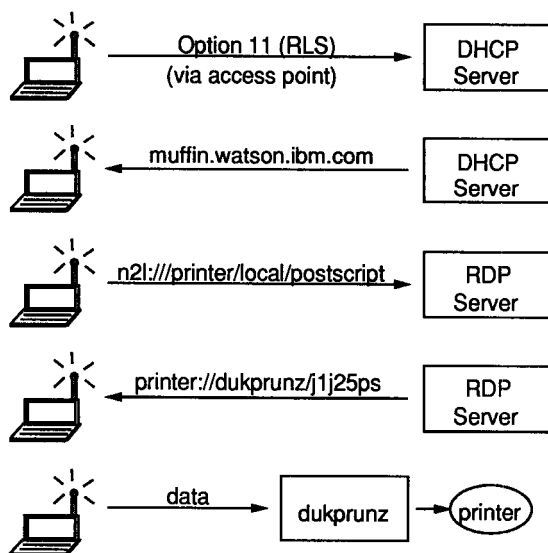 Option 11 (RLS)
(via access point)
DHCP
Server
muffin.watson.ibm.com
DHCP
Server
n2l:///printer/local/postscript
RDP
Server
printer://dukprunz/j1j25ps
RDP
Server
data
dukprunz
printer